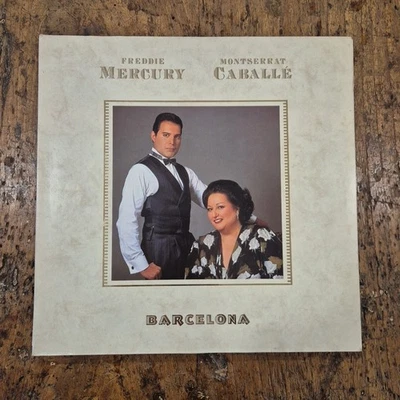 FREDDIE MONTSERRAT
MERCURY CABALLÉ
BARCELONA